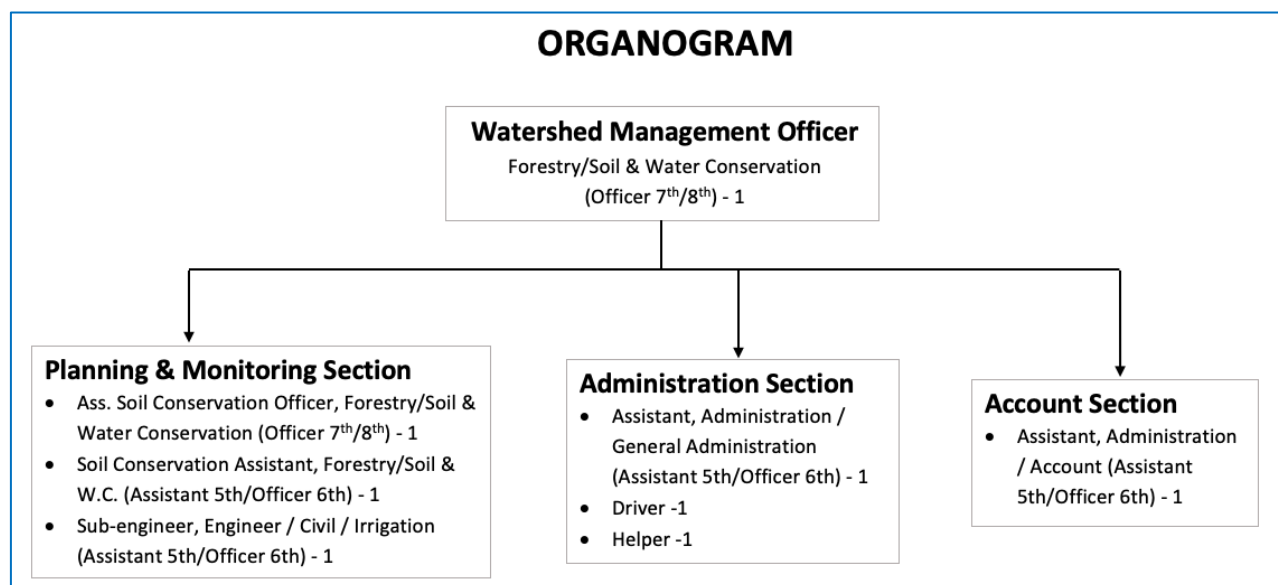 ORGANOGRAM
Watershed Management Officer
Forestry/Soil & Water Conservation
(Officer 7th/8th) - 1
Planning & Monitoring Section
• Ass. Soil Conservation Officer, Forestry/Soil &
Water Conservation (Officer 7th/8th) - 1
• Soil Conservation Assistant, Forestry/Soil &
W.C. (Assistant 5th/Officer 6th) - 1
• Sub-engineer, Engineer / Civil / Irrigation
(Assistant 5th/Officer 6th) - 1
Administration Section
• Assistant, Administration /
General Administration
(Assistant 5th/Officer 6th) - 1
• Driver -1
• Helper -1
Account Section
• Assistant, Administration
/ Account (Assistant
5th/Officer 6th) - 1